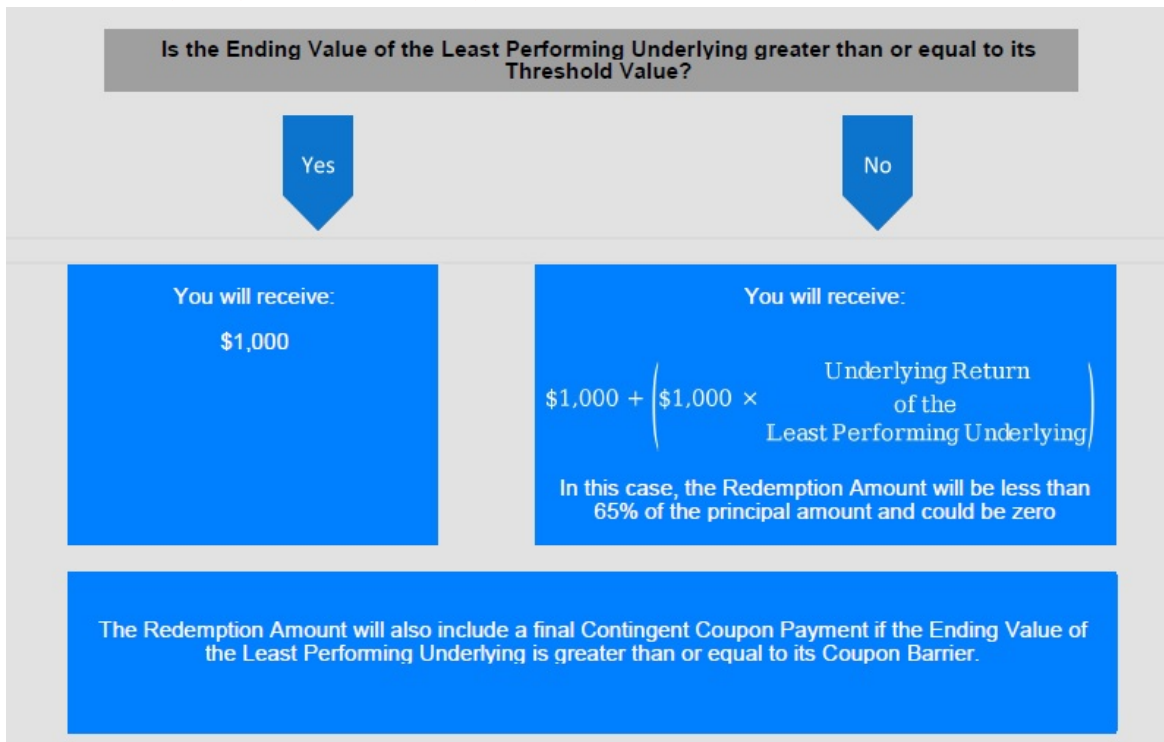 Is the Ending Value of the Least Performing Underlying greater than or equal to its
Threshold Value?
Yes
No
You will receive:
$1,000
You will receive:
$1,000 + ($1,000 × Underlying Return
of the
Least Performing Underlying)
In this case, the Redemption Amount will be less than
65% of the principal amount and could be zero
The Redemption Amount will also include a final Contingent Coupon Payment if the Ending Value of
the Least Performing Underlying is greater than or equal to its Coupon Barrier.